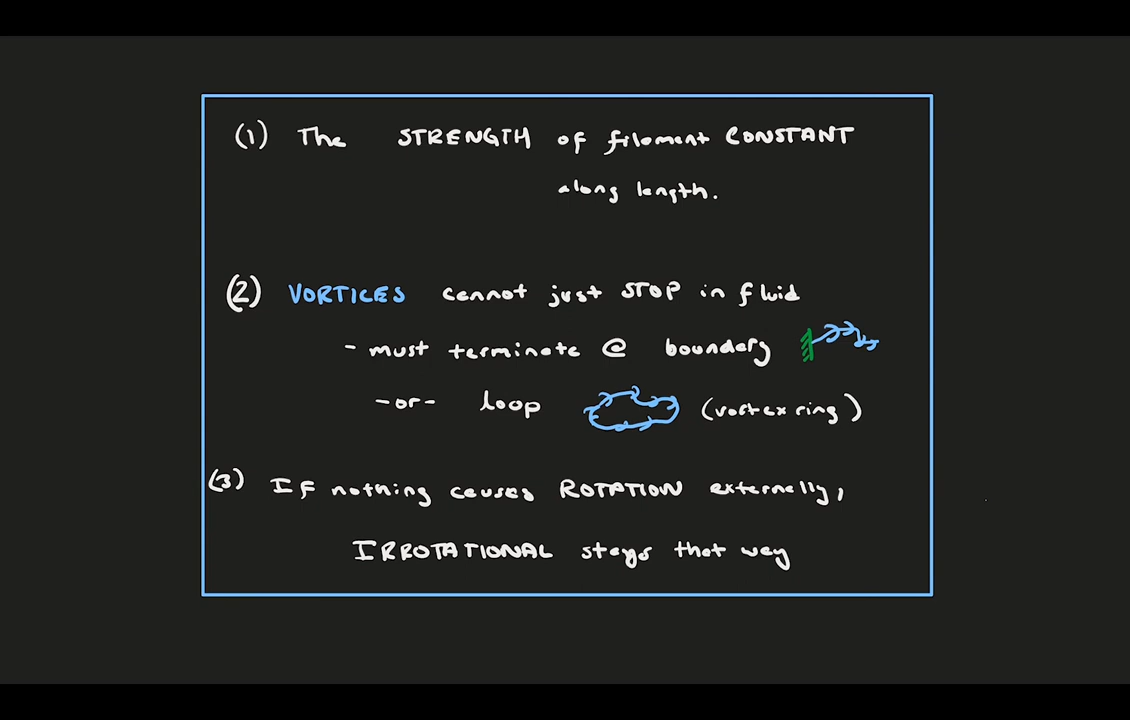 (1) The STRENGTH of filament CONSTANT
along length.
(2) VORTICES cannot just STOP in fluid
- must terminate @ boundary
-or- loop (vortex ring)
(3) IF nothing causes ROTATION externally,
IRROTATIONAL stays that way